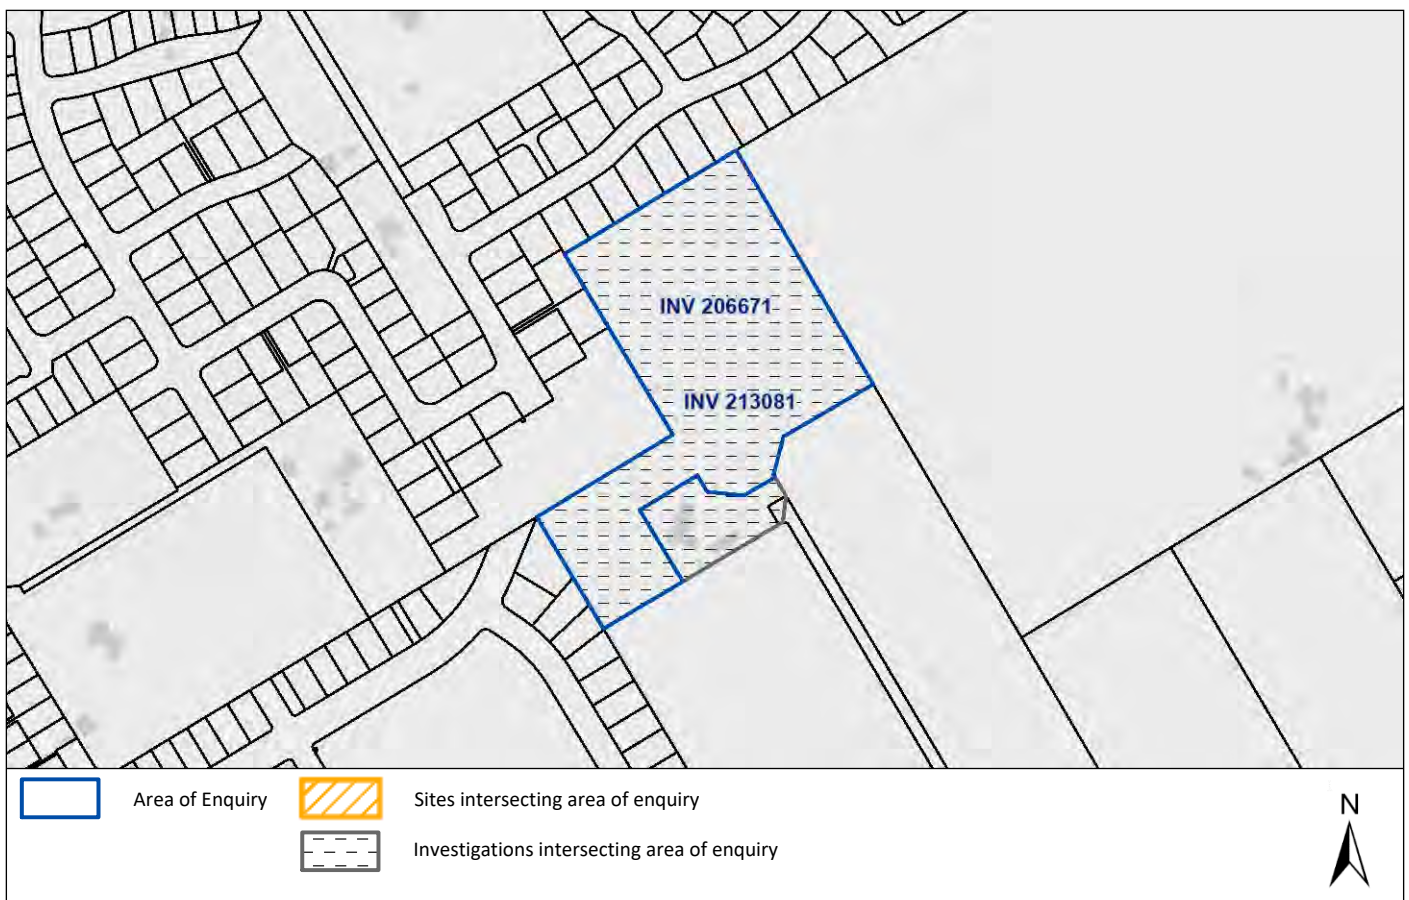 INV 206671
INV 213081
Area of Enquiry
Sites intersecting area of enquiry
N
Investigations intersecting area of enquiry